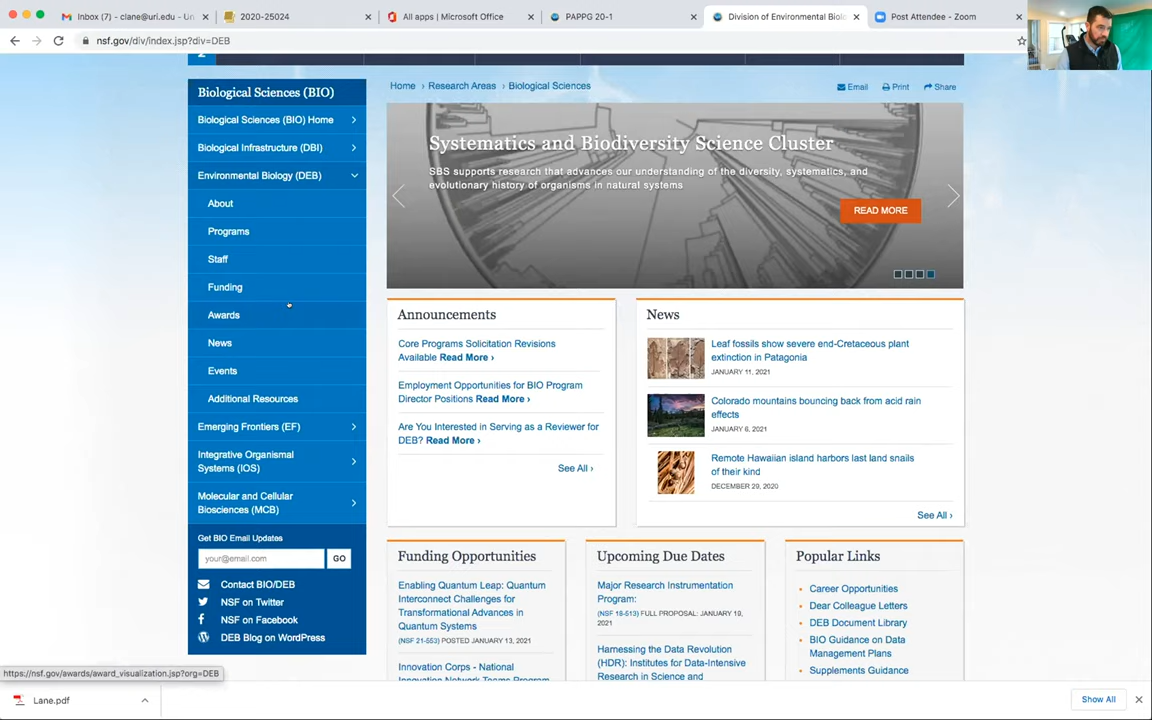 Inbox (7) - clane@uri.edu - Un
2020-25024
All apps | Microsoft Office
PAPPG 20-1
Division of Environmental Biolo
Post Attendee - Zoom
nsf.gov/div/index.jsp?div=DEB
Biological Sciences (BIO)
Biological Sciences (BIO) Home
Biological Infrastructure (DBI)
Environmental Biology (DEB)
About
Programs
Staff
Funding
Awards
News
Events
Additional Resources
Emerging Frontiers (EF)
Integrative Organismal
Systems (IOS)
Molecular and Cellular
Biosciences (MCB)
Get BIO Email Updates
your@email.com
GO
Contact BIO/DEB
NSF on Twitter
NSF on Facebook
DEB Blog on WordPress
Home › Research Areas › Biological Sciences
Email Print Share
Systematics and Biodiversity Science Cluster
SBS supports research that advances our understanding of the diversity, systematics, and
evolutionary history of organisms in natural systems
READ MORE
Announcements
Core Programs Solicitation Revisions
Available Read More ›
Employment Opportunities for BIO Program
Director Positions Read More ›
Are You Interested in Serving as a Reviewer for
DEB? Read More ›
See All ›
News
Leaf fossils show severe end-Cretaceous plant
extinction in Patagonia
JANUARY 11, 2021
Colorado mountains bouncing back from acid rain
effects
JANUARY 6, 2021
Remote Hawaiian island harbors last land snails
of their kind
DECEMBER 29, 2020
See All ›
Funding Opportunities
Enabling Quantum Leap: Quantum
Interconnect Challenges for
Transformational Advances in
Quantum Systems
(NSF 21-553) POSTED JANUARY 13, 2021
Innovation Corps - National
Innovation Network Teams Program
Upcoming Due Dates
Major Research Instrumentation
Program:
(NSF 18-513) FULL PROPOSAL: JANUARY 19,
2021
Harnessing the Data Revolution
(HDR): Institutes for Data-Intensive
Research in Science and
Popular Links
Career Opportunities
Dear Colleague Letters
DEB Document Library
BIO Guidance on Data
Management Plans
Supplements Guidance
https://nsf.gov/awards/award_visualization.jsp?org=DEB
Lane.pdf
Show All